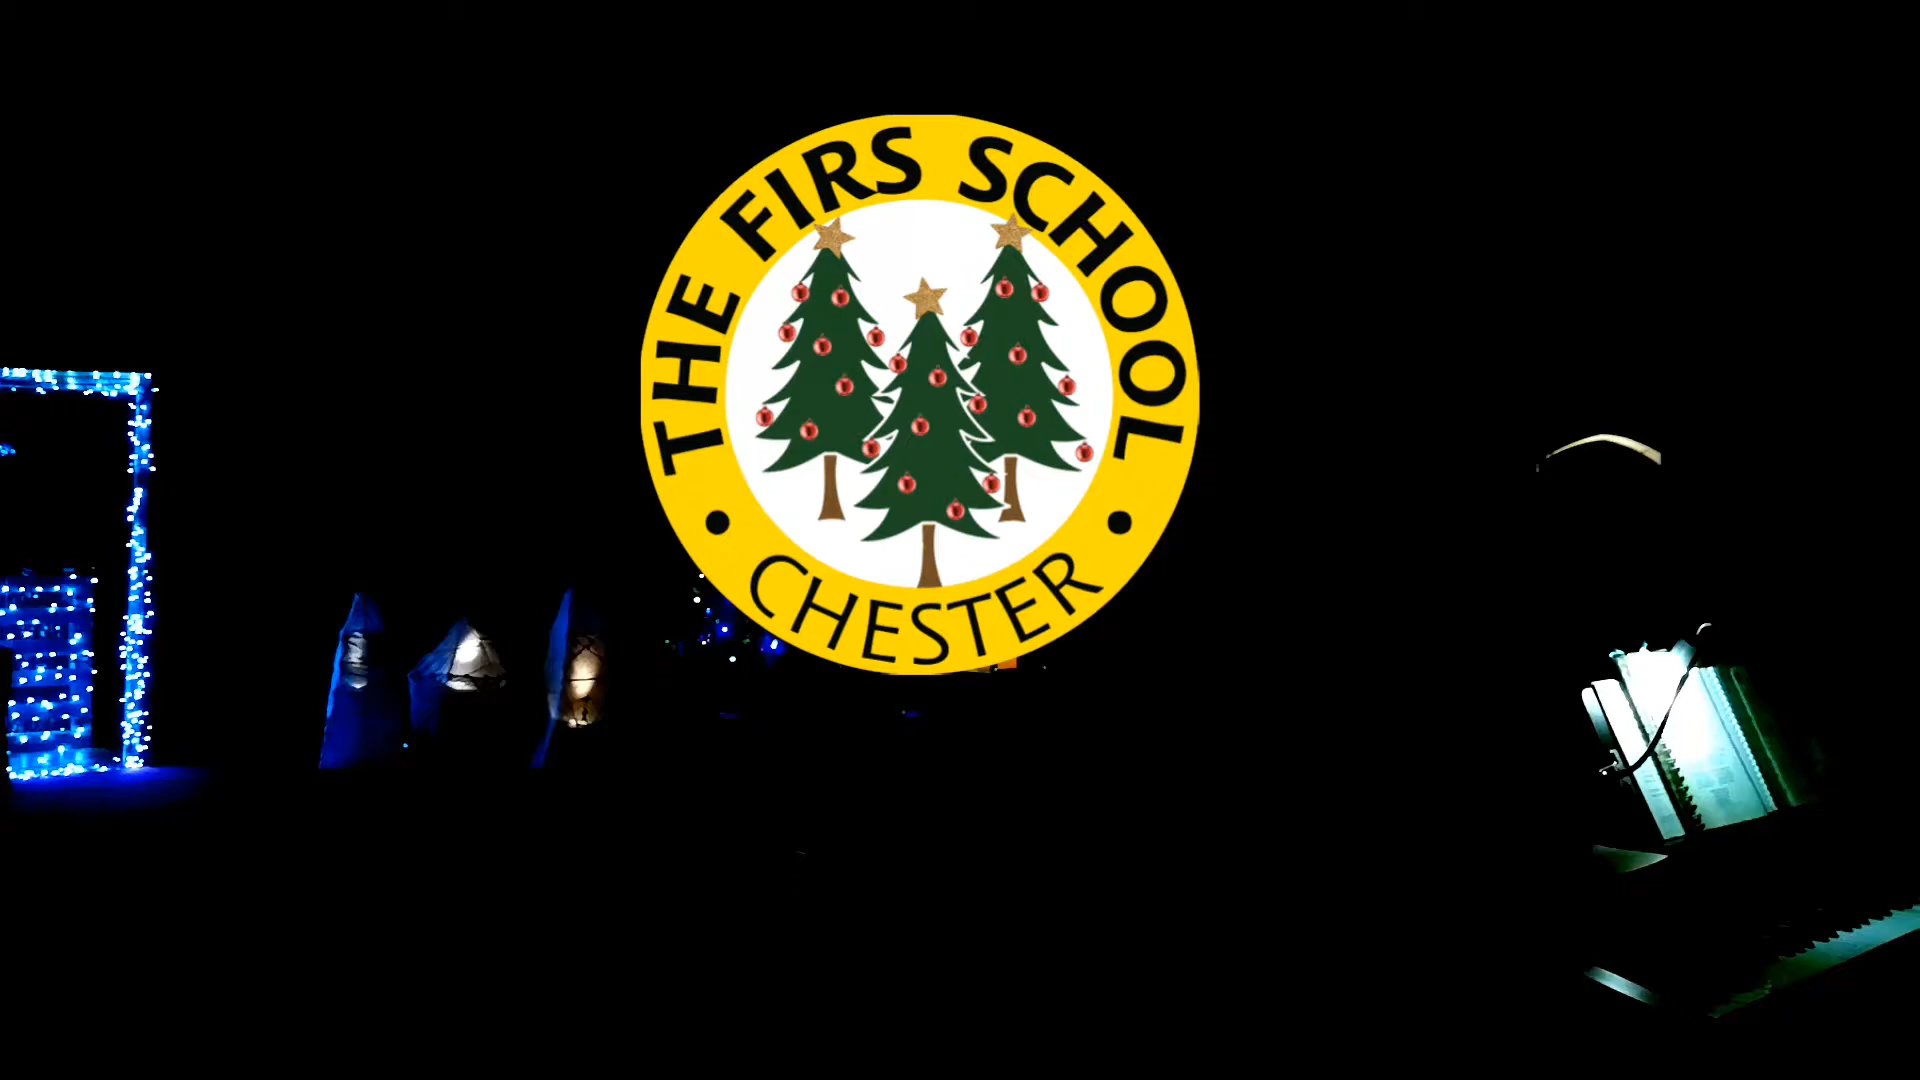 THE FIRS SCHOOL
• CHESTER •